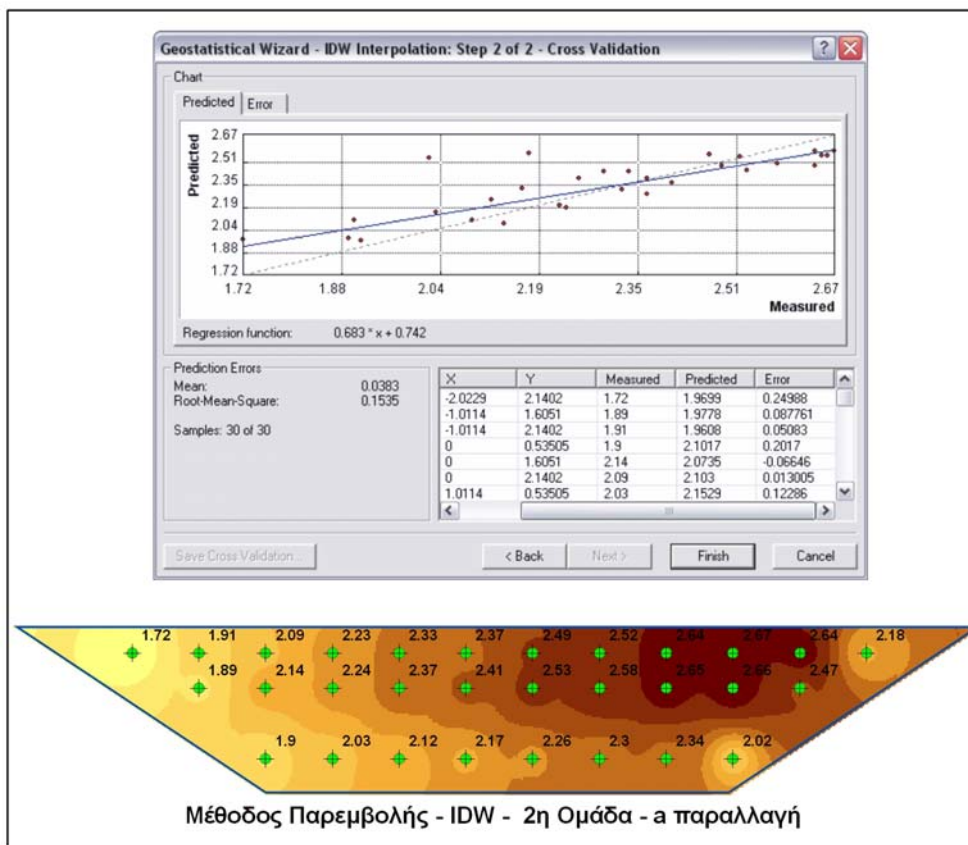 Geostatistical Wizard - IDW Interpolation: Step 2 of 2 - Cross Validation
Chart
Predicted Error
Predicted
2.67
2.51
2.35
2.19
2.04
1.88
1.72
1.72 1.88 2.04 2.19 2.35 2.51 2.67
Measured
Regression function: 0.683 * x + 0.742
Prediction Errors
Mean: 0.0383
Root-Mean-Square: 0.1535
Samples: 30 of 30
X Y Measured Predicted Error
-2.0229 2.1402 1.72 1.9699 0.24988
-1.0114 1.6051 1.89 1.9778 0.087761
-1.0114 2.1402 1.91 1.9608 0.05083
0 0.53505 1.9 2.1017 0.2017
0 1.6051 2.14 2.0735 -0.06646
0 2.1402 2.09 2.103 0.013005
1.0114 0.53505 2.03 2.1529 0.12286
Save Cross Validation... < Back Next > Finish Cancel
1.72 1.91 2.09 2.23 2.33 2.37 2.49 2.52 2.64 2.67 2.64 2.18
1.89 2.14 2.24 2.37 2.41 2.53 2.58 2.65 2.66 2.47
1.9 2.03 2.12 2.17 2.26 2.3 2.34 2.02
Μέθοδος Παρεμβολής - IDW - 2η Ομάδα - a παραλλαγή